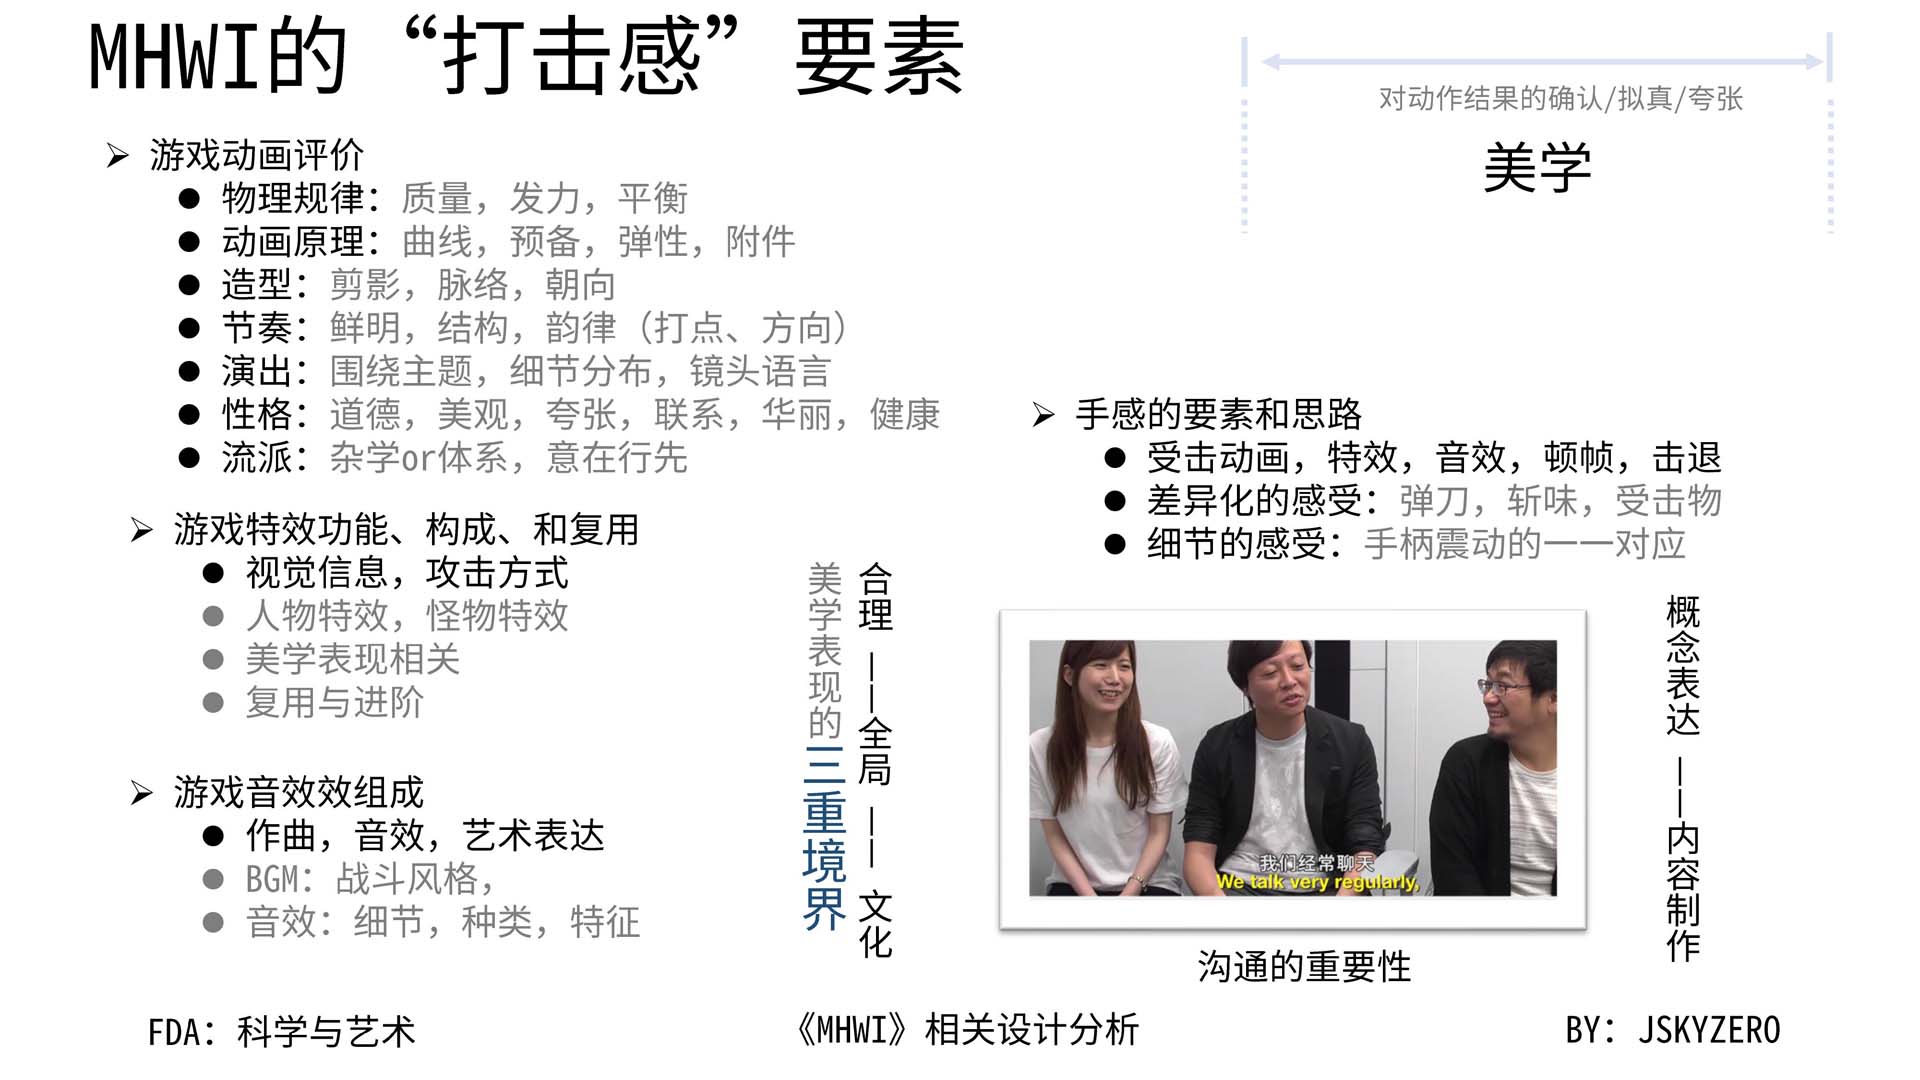 MHWI的“打击感”要素
对动作结果的确认/拟真/夸张
美学
游戏动画评价
物理规律：质量，发力，平衡
动画原理：曲线，预备，弹性，附件
造型：剪影，脉络，朝向
节奏：鲜明，结构，韵律（打点、方向）
演出：围绕主题，细节分布，镜头语言
性格：道德，美观，夸张，联系，华丽，健康
流派：杂学or体系，意在行先
游戏特效功能、构成、和复用
视觉信息，攻击方式
人物特效，怪物特效
美学表现相关
复用与进阶
游戏音效效组成
作曲，音效，艺术表达
BGM：战斗风格，
音效：细节，种类，特征
美学表现的三重境界
合理——全局——文化
手感的要素和思路
受击动画，特效，音效，顿帧，击退
差异化的感受：弹刀，斩味，受击物
细节的感受：手柄震动的一一对应
我们经常聊天
We talk very regularly,
沟通的重要性
概念表达——内容制作
FDA：科学与艺术
《MHWI》相关设计分析
BY：JSKYZERO